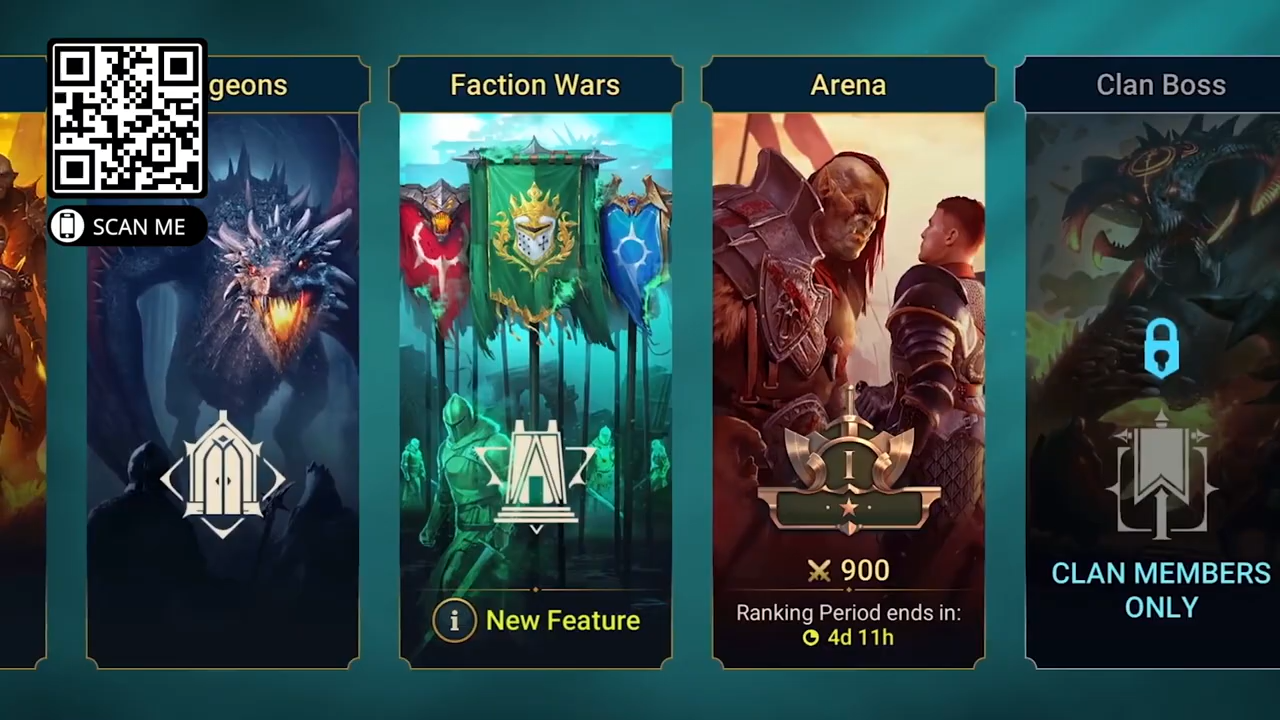 geons
Faction Wars
Arena
Clan Boss
SCAN ME
I
900
CLAN MEMBERS
ONLY
i New Feature
Ranking Period ends in:
4d 11h